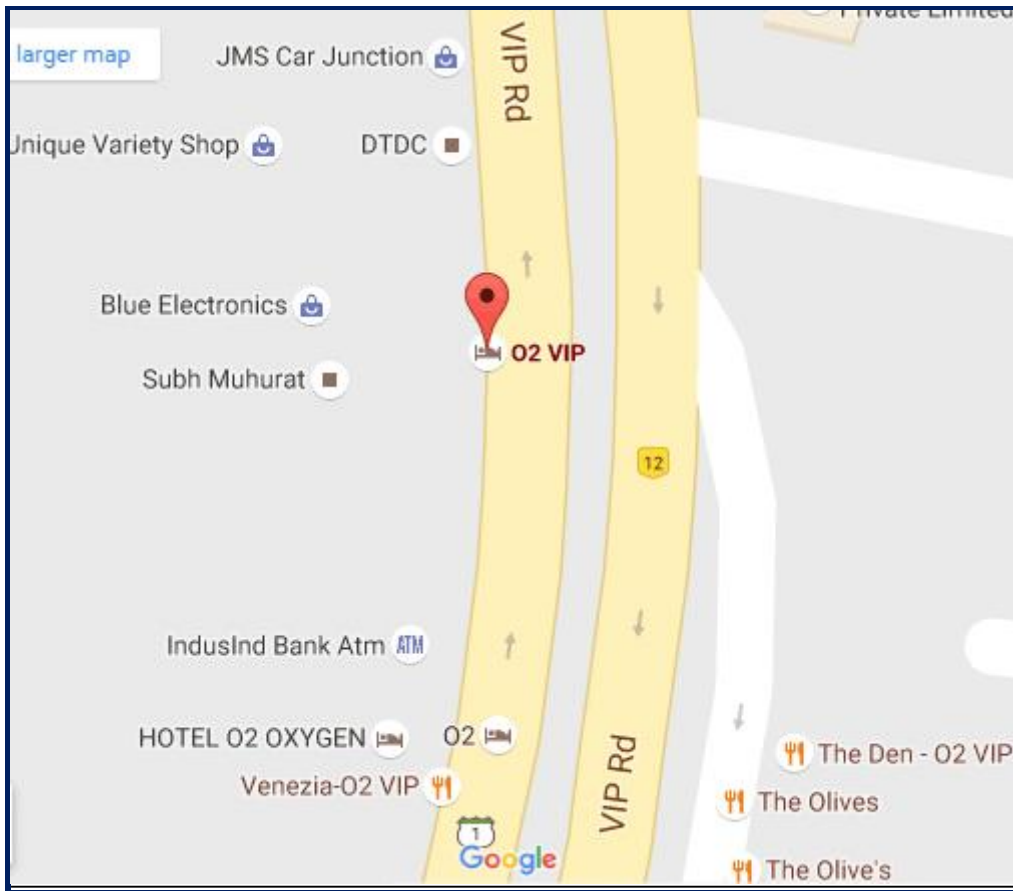 Private Limited
larger map
JMS Car Junction
VIP Rd
Unique Variety Shop
DTDC
Blue Electronics
O2 VIP
Subh Muhurat
12
IndusInd Bank Atm
ATM
HOTEL O2 OXYGEN
O2
VIP Rd
The Den - O2 VIP
Venezia-O2 VIP
The Olives
1
Google
The Olive's